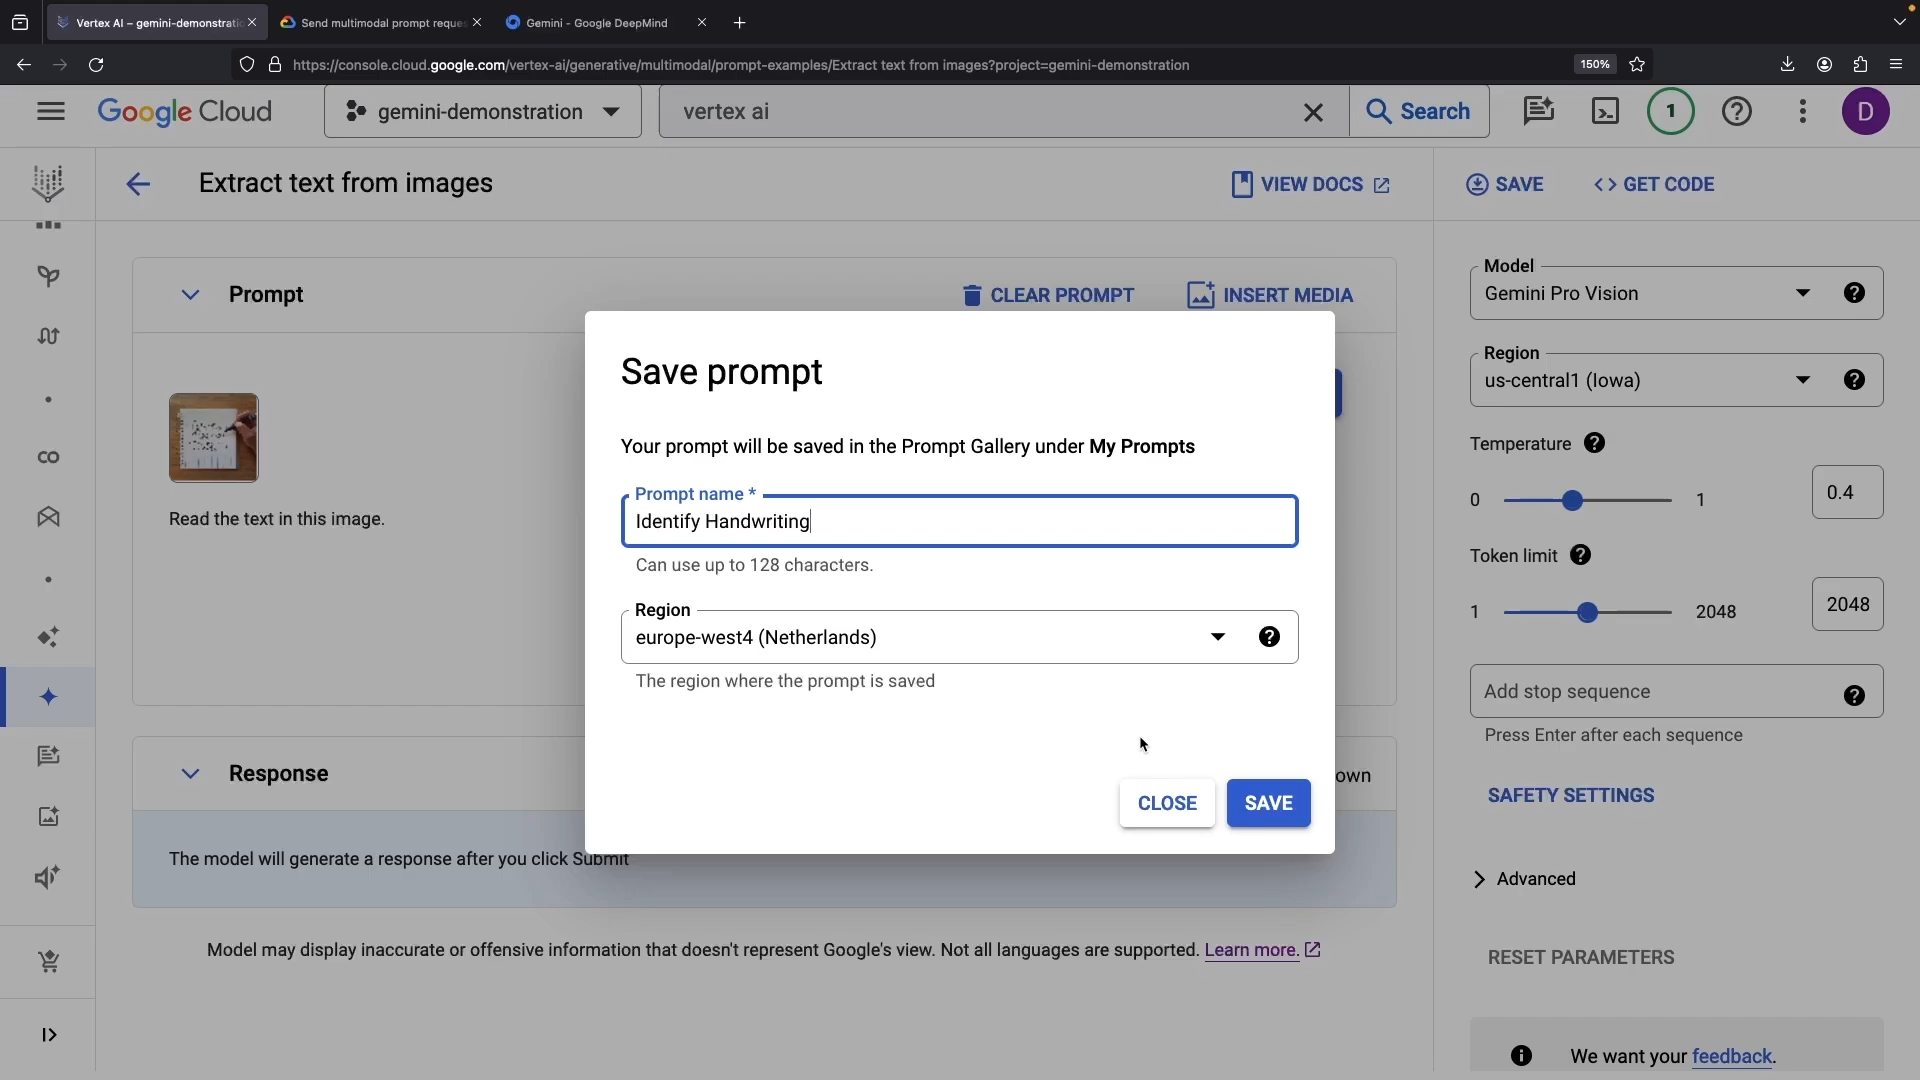 Vertex AI – gemini-demonstratio
Send multimodal prompt reques
Gemini - Google DeepMind
https://console.cloud.google.com/vertex-ai/generative/multimodal/prompt-examples/Extract text from images?project=gemini-demonstration
150%
Google Cloud
gemini-demonstration
vertex ai
Search
1
D
Extract text from images
VIEW DOCS
SAVE
GET CODE
Prompt
CLEAR PROMPT
INSERT MEDIA
Read the text in this image.
Save prompt
Your prompt will be saved in the Prompt Gallery under My Prompts
Prompt name *
Identify Handwriting
Can use up to 128 characters.
Region
europe-west4 (Netherlands)
The region where the prompt is saved
CLOSE
SAVE
Response
own
The model will generate a response after you click Submit
Model may display inaccurate or offensive information that doesn't represent Google's view. Not all languages are supported. Learn more.
Model
Gemini Pro Vision
Region
us-central1 (Iowa)
Temperature
0 1 0.4
Token limit
1 2048 2048
Add stop sequence
Press Enter after each sequence
SAFETY SETTINGS
Advanced
RESET PARAMETERS
We want your feedback.